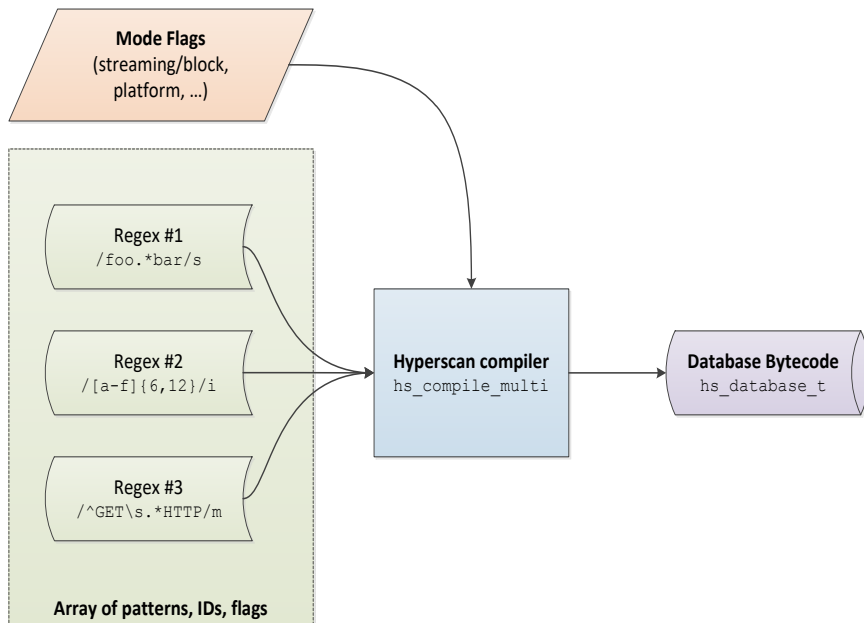 Mode Flags
(streaming/block,
platform, …)
Regex #1
/foo.*bar/s
Regex #2
/[a-f]{6,12}/i
Regex #3
/^GET\s.*HTTP/m
Array of patterns, IDs, flags
Hyperscan compiler
hs_compile_multi
Database Bytecode
hs_database_t